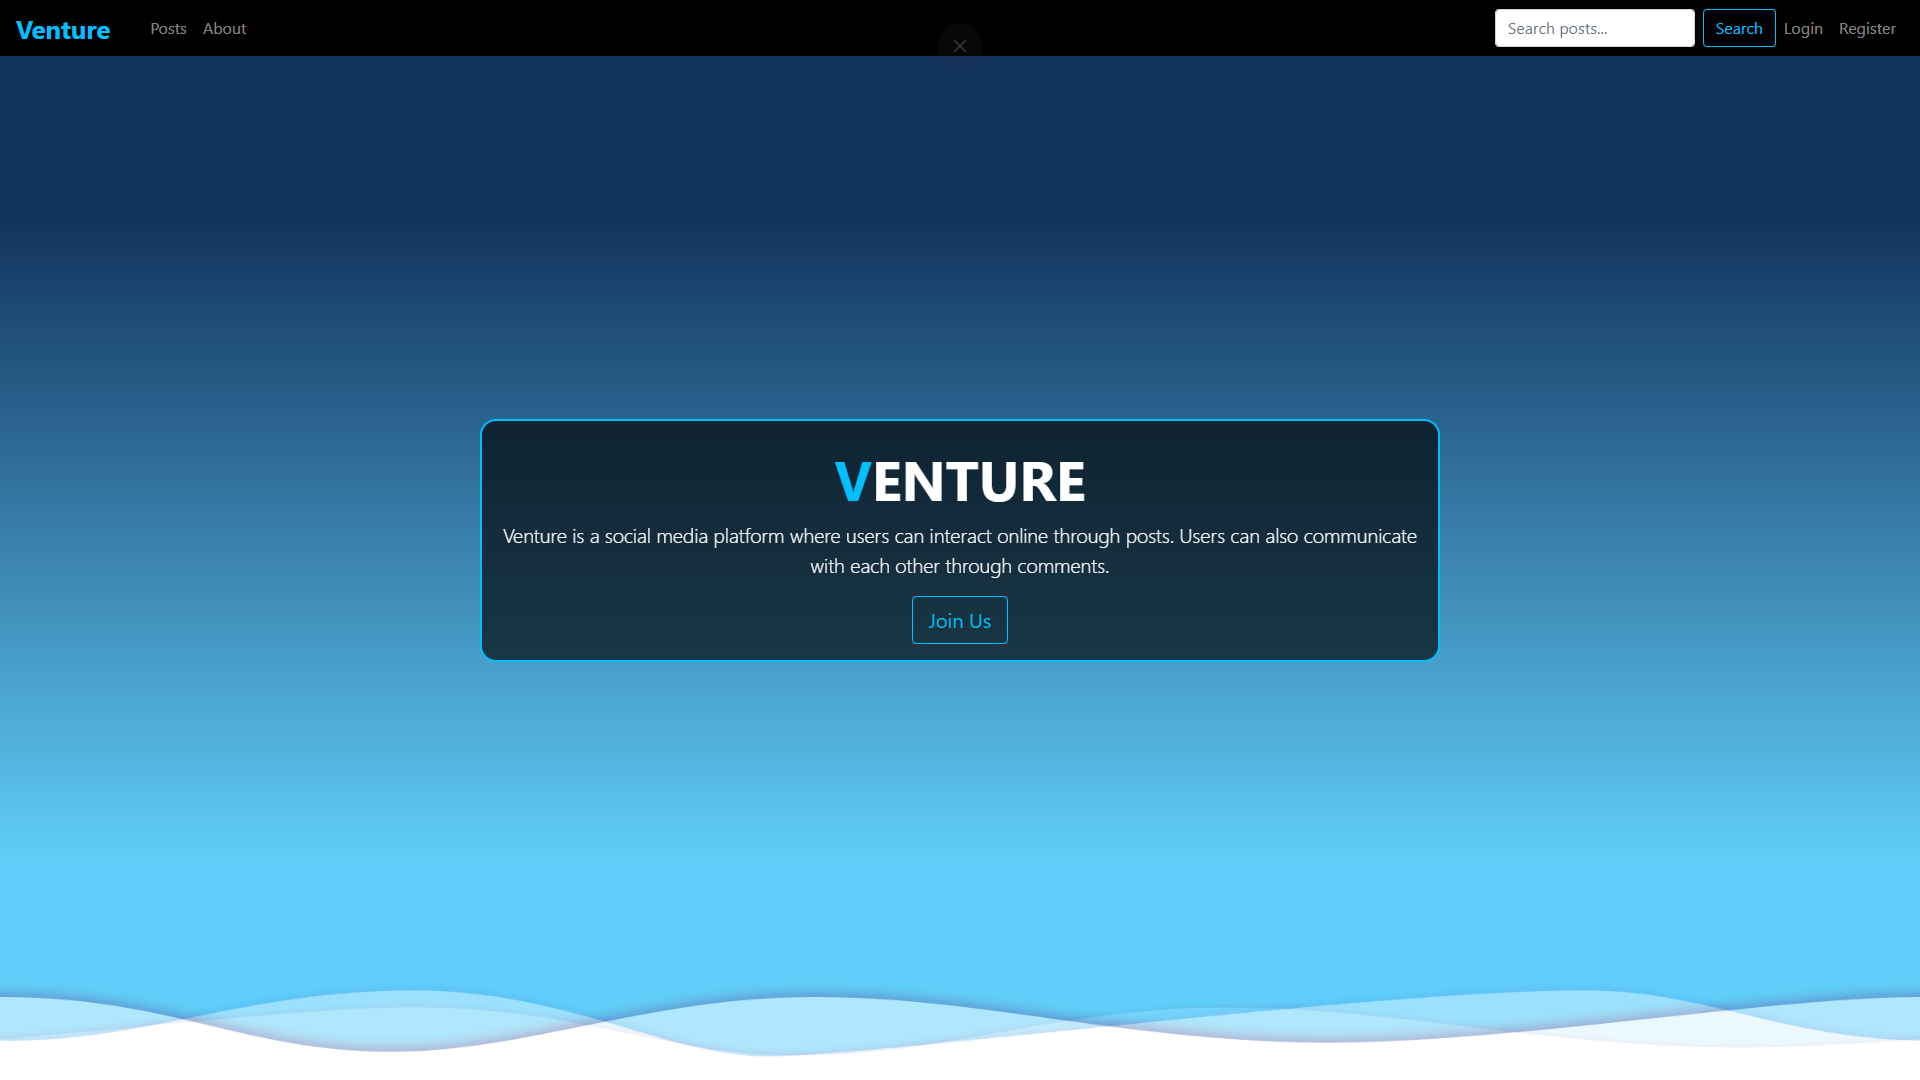 Venture Posts About Search posts... Search Login Register
VENTURE
Venture is a social media platform where users can interact online through posts. Users can also communicate
with each other through comments.
Join Us